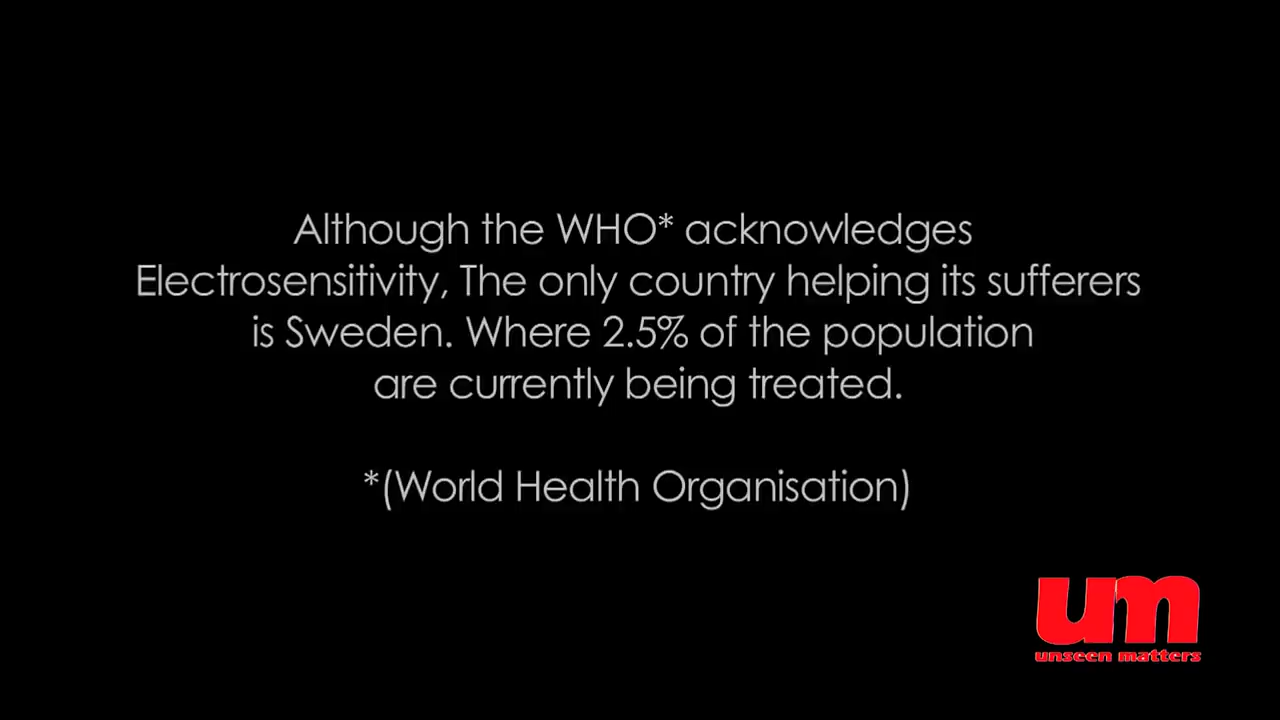 Although the WHO* acknowledges
Electrosensitivity, The only country helping its sufferers
is Sweden. Where 2.5% of the population
are currently being treated.
*(World Health Organisation)
um
unseen matters